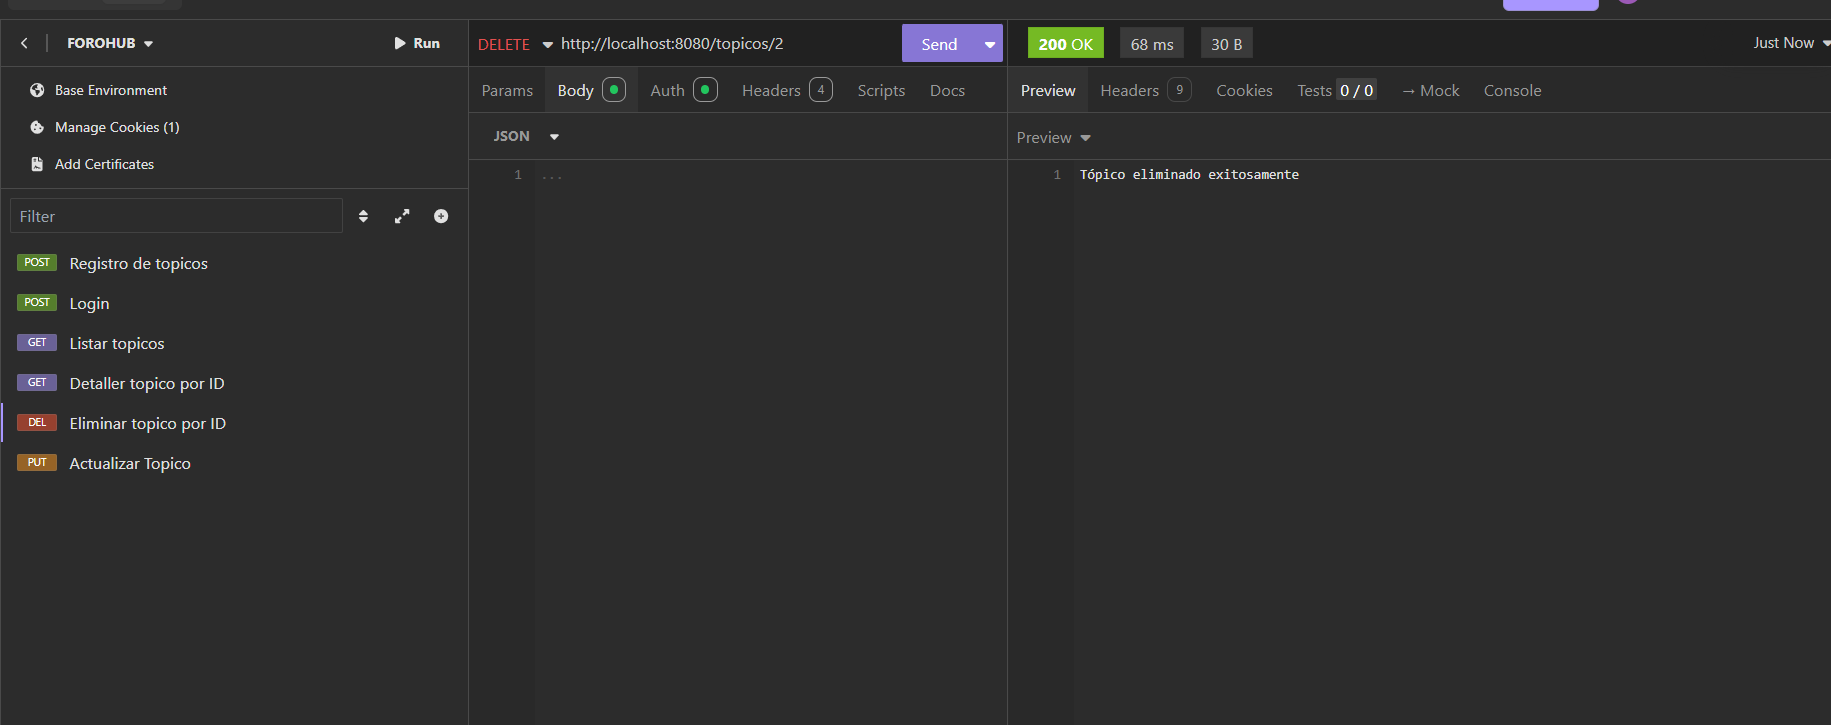 FOROHUB
Run
Base Environment
Manage Cookies (1)
Add Certificates
Filter
POST Registro de topicos
POST Login
GET Listar topicos
GET Detaller topico por ID
DEL Eliminar topico por ID
PUT Actualizar Topico
DELETE http://localhost:8080/topicos/2 Send
Params Body Auth Headers 4 Scripts Docs
JSON
1 ...
200 OK 68 ms 30 B Just Now
Preview Headers 9 Cookies Tests 0 / 0 → Mock Console
Preview
1 Tópico eliminado exitosamente